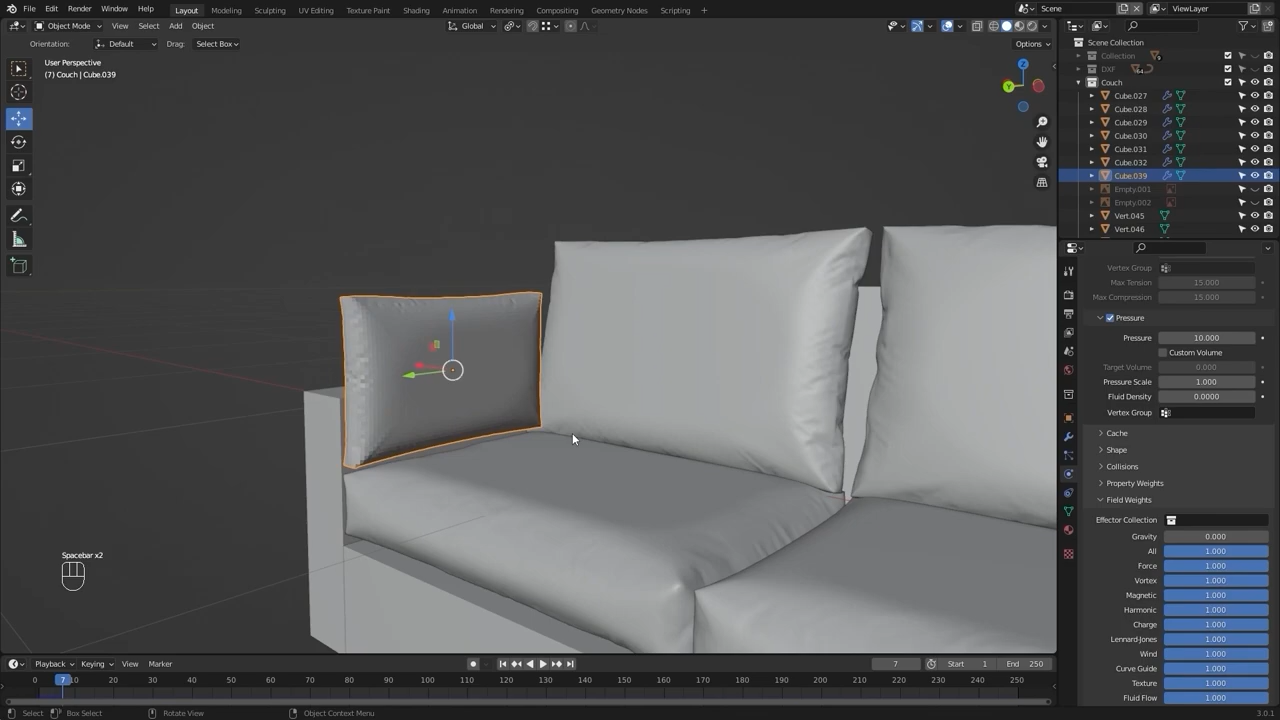 File Edit Render Window Help Layout Modeling Sculpting UV Editing Texture Paint Shading Animation Rendering Compositing Geometry Nodes Scripting + Scene ViewLayer
Object Mode View Select Add Object Global Options
Orientation: Default Drag: Select Box
User Perspective
(7) Couch | Cube.039
Z
Y
Scene Collection
Collection 9
DXF 64
Couch
Cube.027
Cube.028
Cube.029
Cube.030
Cube.031
Cube.032
Cube.039
Empty.001
Empty.002
Vert.045
Vert.046
Vertex Group
Max Tension 15.000
Max Compression 15.000
Pressure
Pressure 10.000
Custom Volume
Target Volume 0.000
Pressure Scale 1.000
Fluid Density 0.0000
Vertex Group
Cache
Shape
Collisions
Property Weights
Field Weights
Effector Collection
Gravity 0.000
All 1.000
Force 1.000
Vortex 1.000
Magnetic 1.000
Harmonic 1.000
Charge 1.000
Lennard-Jones 1.000
Wind 1.000
Curve Guide 1.000
Texture 1.000
Fluid Flow 1.000
Spacebar x2
Playback Keying View Marker 7 Start 1 End 250
0 7 10 20 30 40 50 60 70 80 90 100 110 120 130 140 150 160 170 180 190 200 210 220 230 240 250
Select Box Select Rotate View Object Context Menu 3.0.1